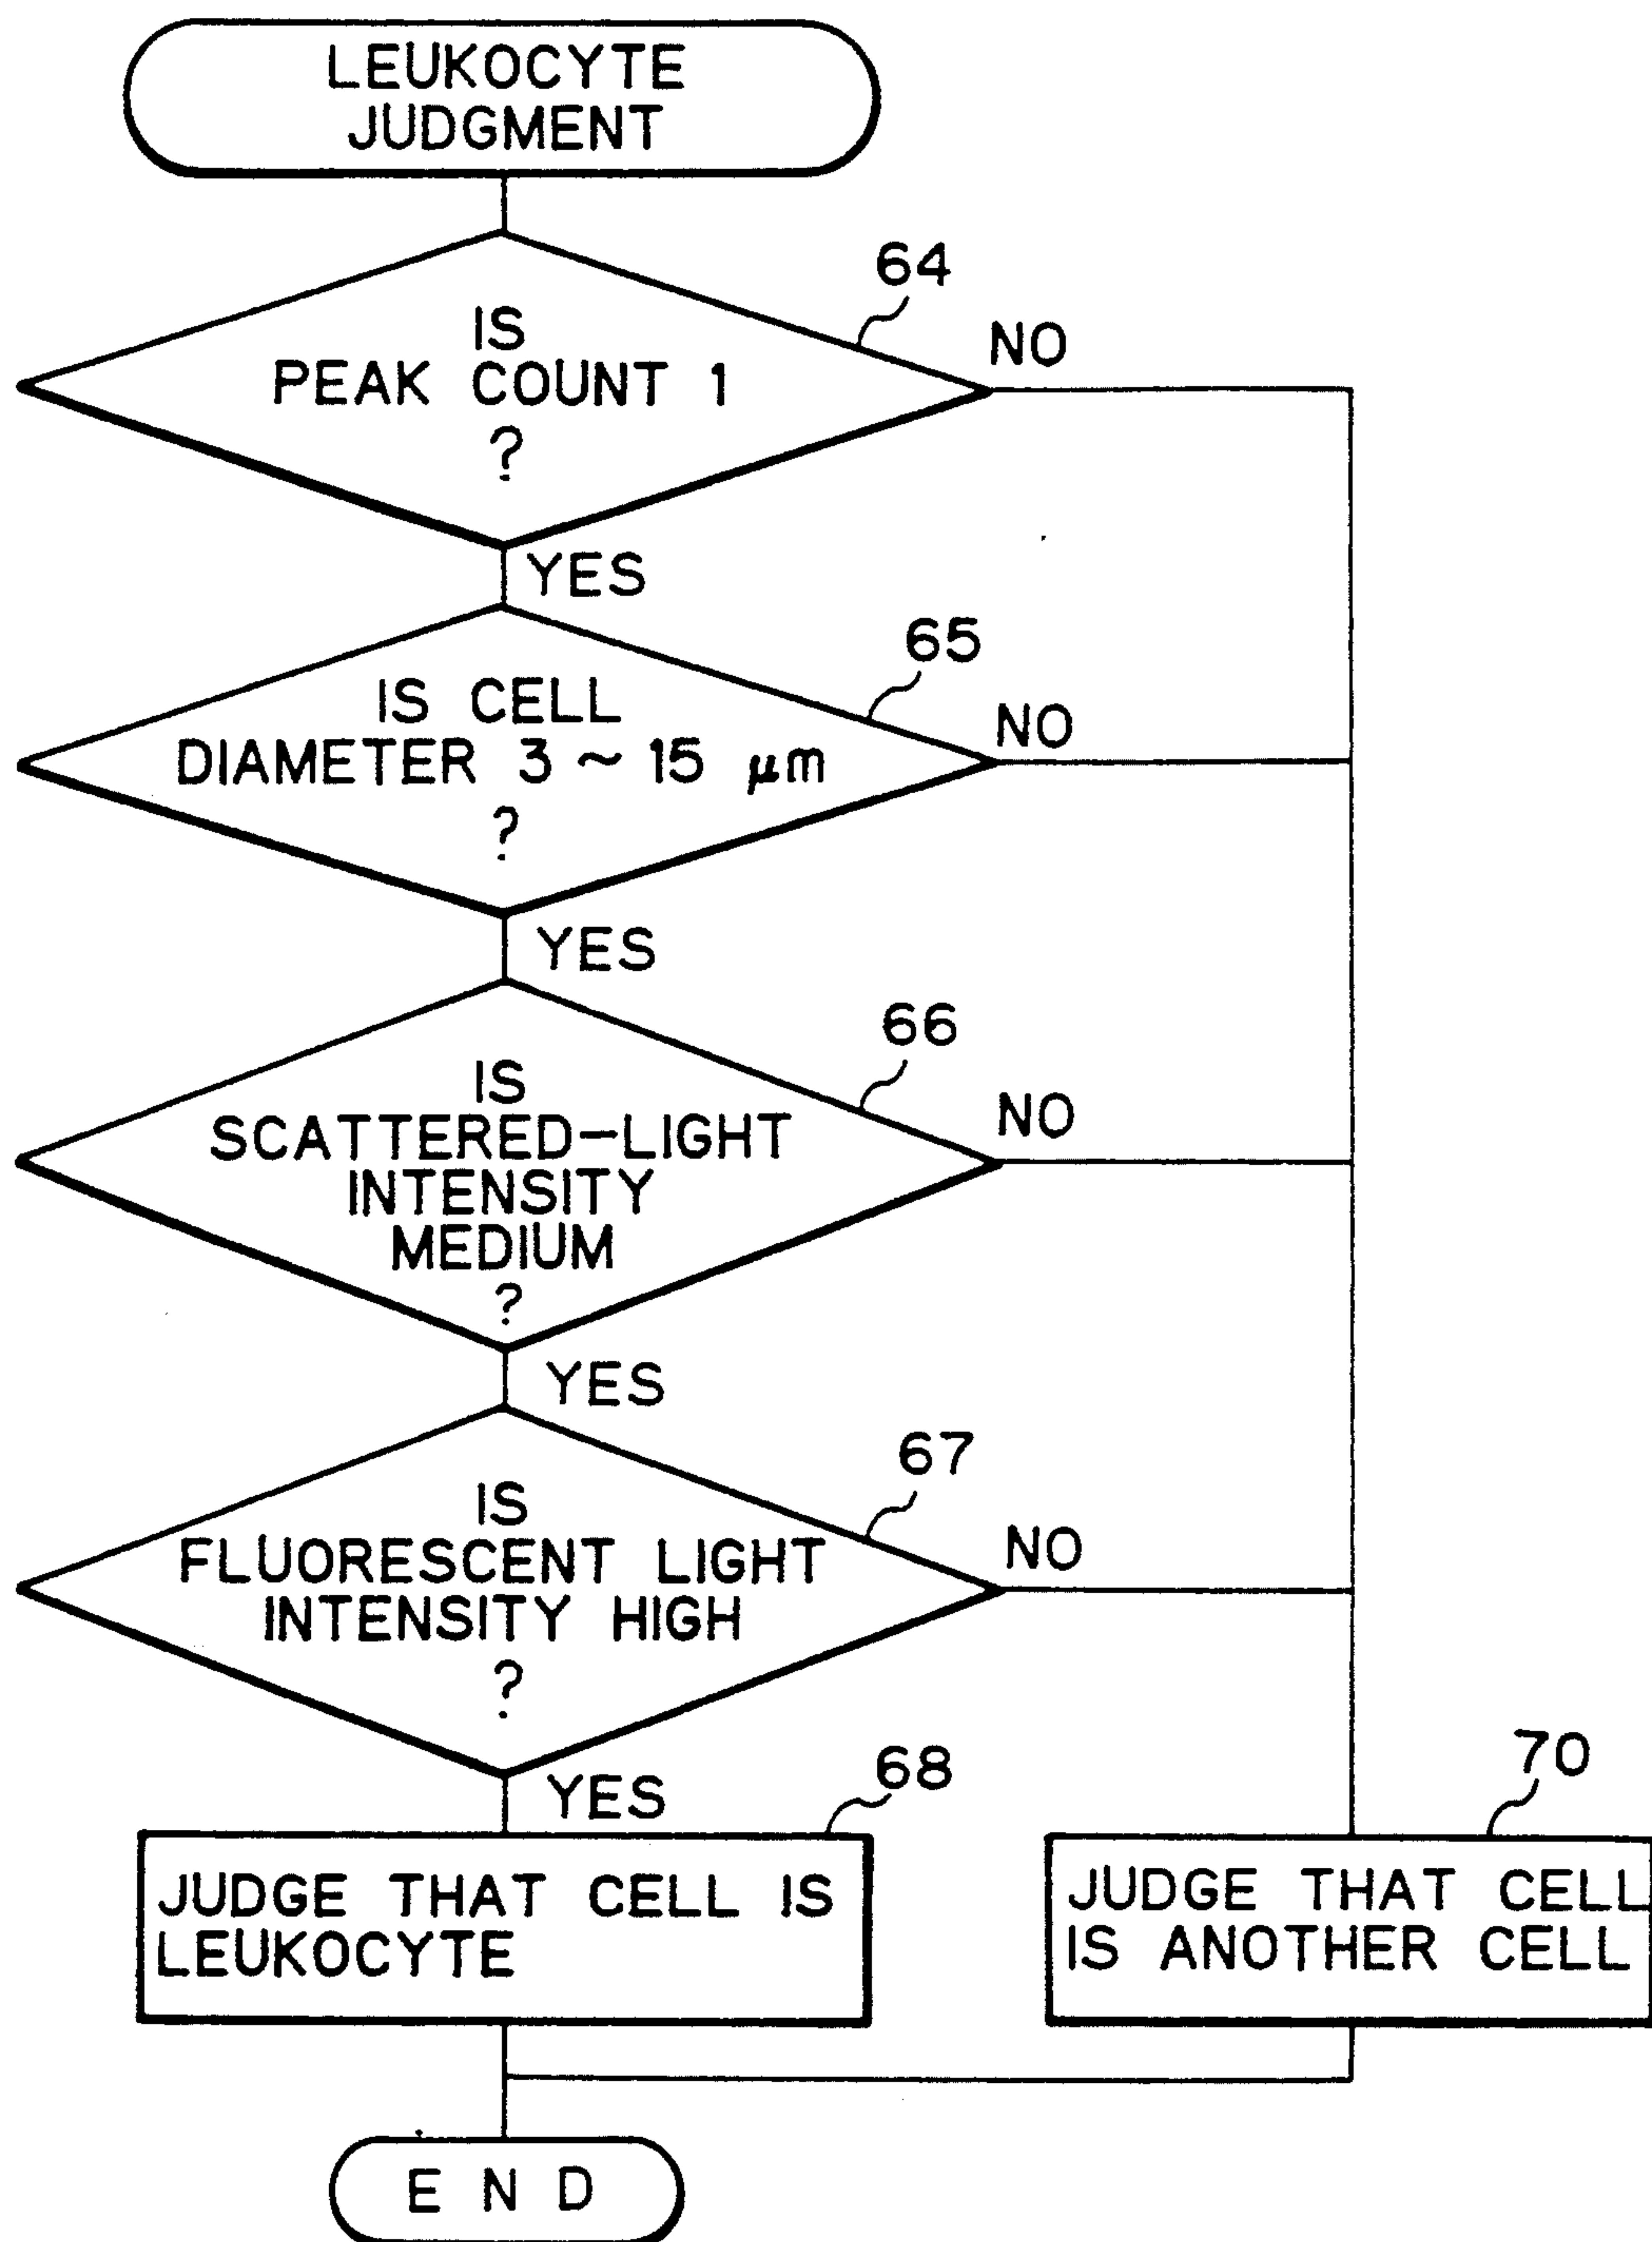 LEUKOCYTE
JUDGMENT
64
IS
PEAK COUNT 1
?
NO
YES
65
IS CELL
DIAMETER 3 ~ 15 μm
?
NO
YES
66
IS
SCATTERED-LIGHT
INTENSITY
MEDIUM
?
NO
YES
67
IS
FLUORESCENT LIGHT
INTENSITY HIGH
?
NO
YES
68
JUDGE THAT CELL IS
LEUKOCYTE
70
JUDGE THAT CELL
IS ANOTHER CELL
END